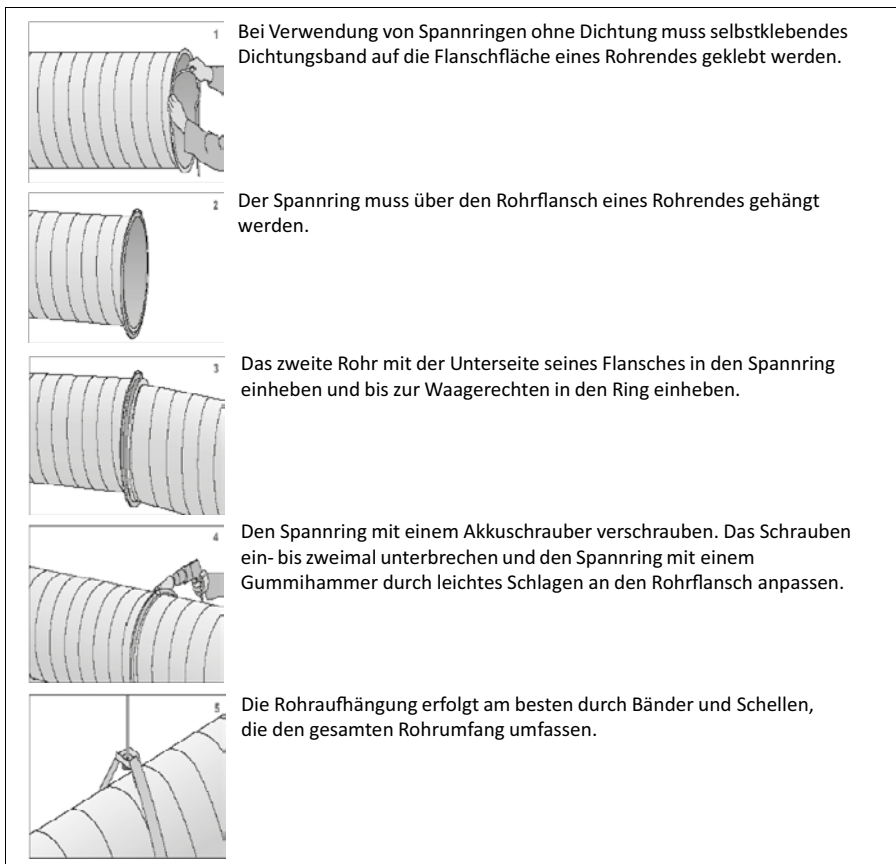 1
Bei Verwendung von Spannringen ohne Dichtung muss selbstklebendes
Dichtungsband auf die Flanschfläche eines Rohrendes geklebt werden.
2
Der Spannring muss über den Rohrflansch eines Rohrendes gehängt
werden.
3
Das zweite Rohr mit der Unterseite seines Flansches in den Spannring
einheben und bis zur Waagerechten in den Ring einheben.
4
Den Spannring mit einem Akkuschrauber verschrauben. Das Schrauben
ein- bis zweimal unterbrechen und den Spannring mit einem
Gummihammer durch leichtes Schlagen an den Rohrflansch anpassen.
5
Die Rohraufhängung erfolgt am besten durch Bänder und Schellen,
die den gesamten Rohrumfang umfassen.